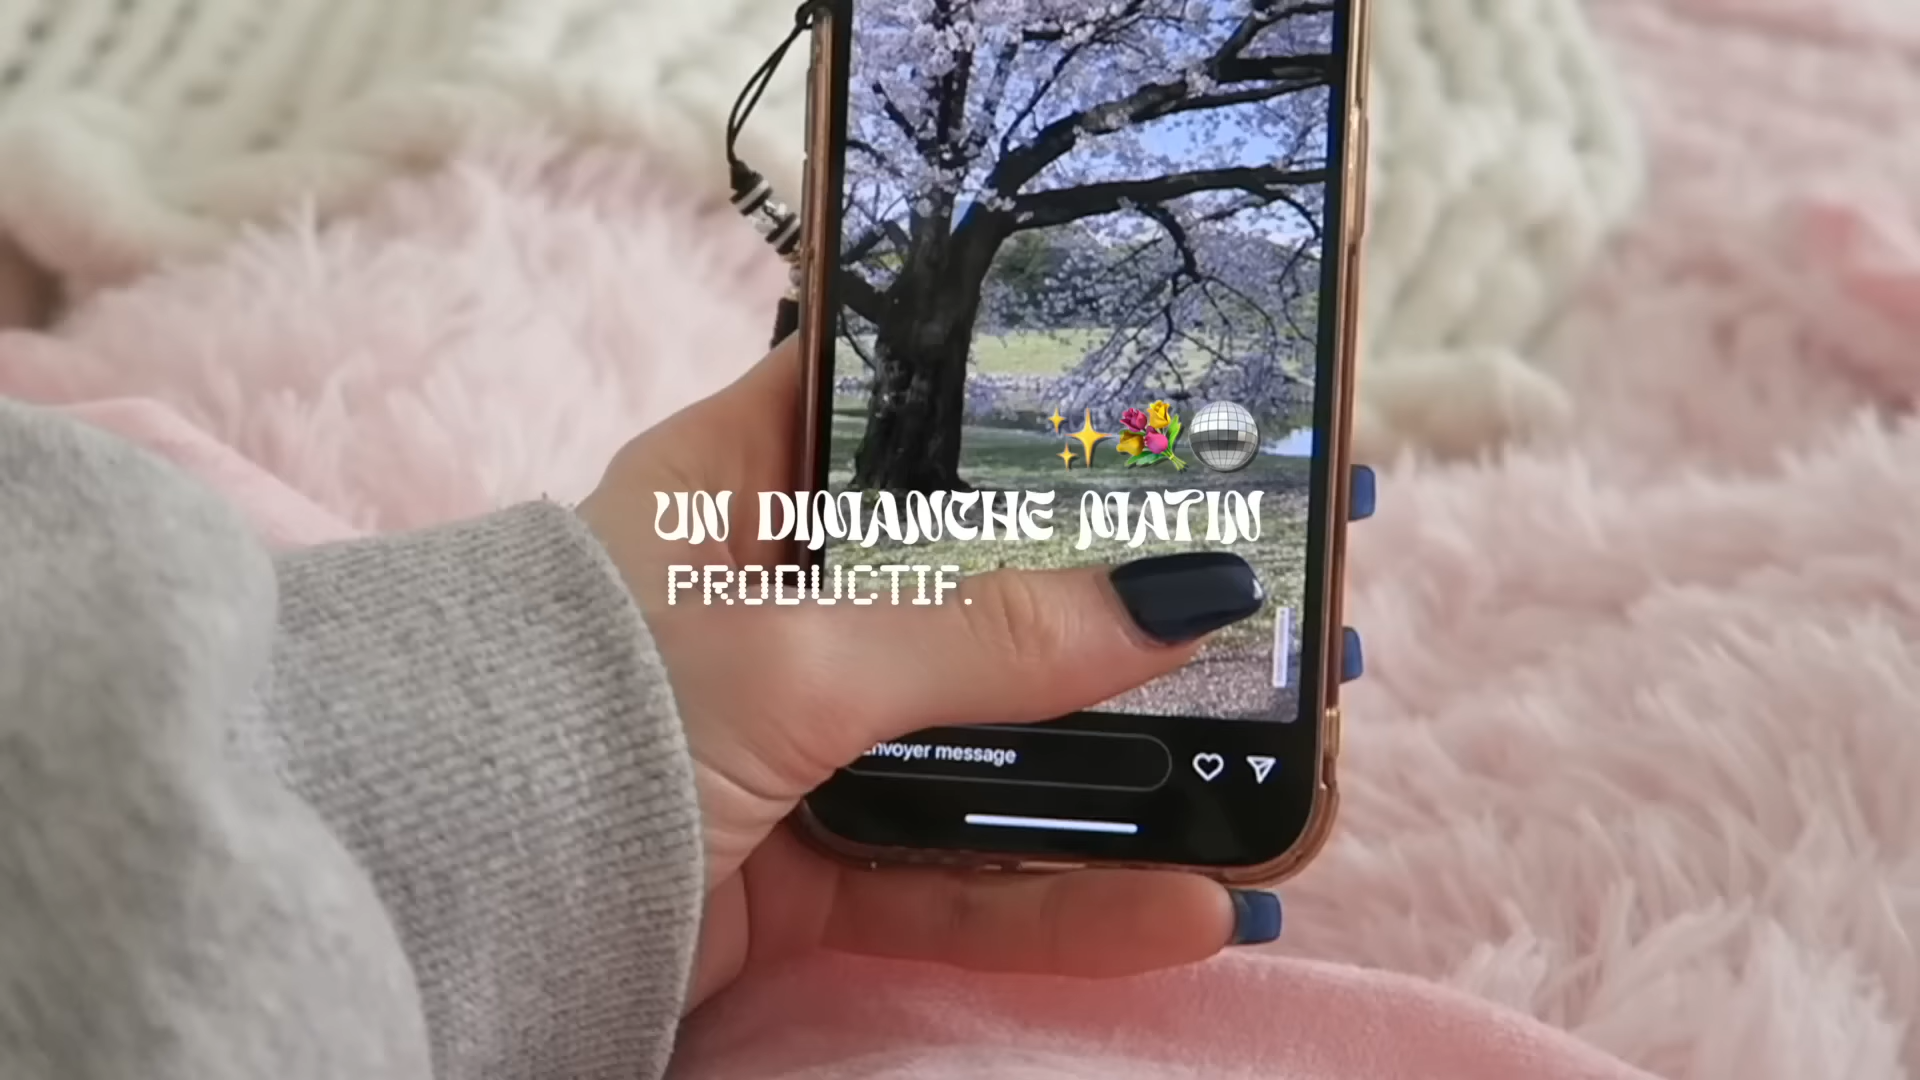 ✨💐🪩
UN DIMANCHE MATIN
PRODUCTIF.
Envoyer message